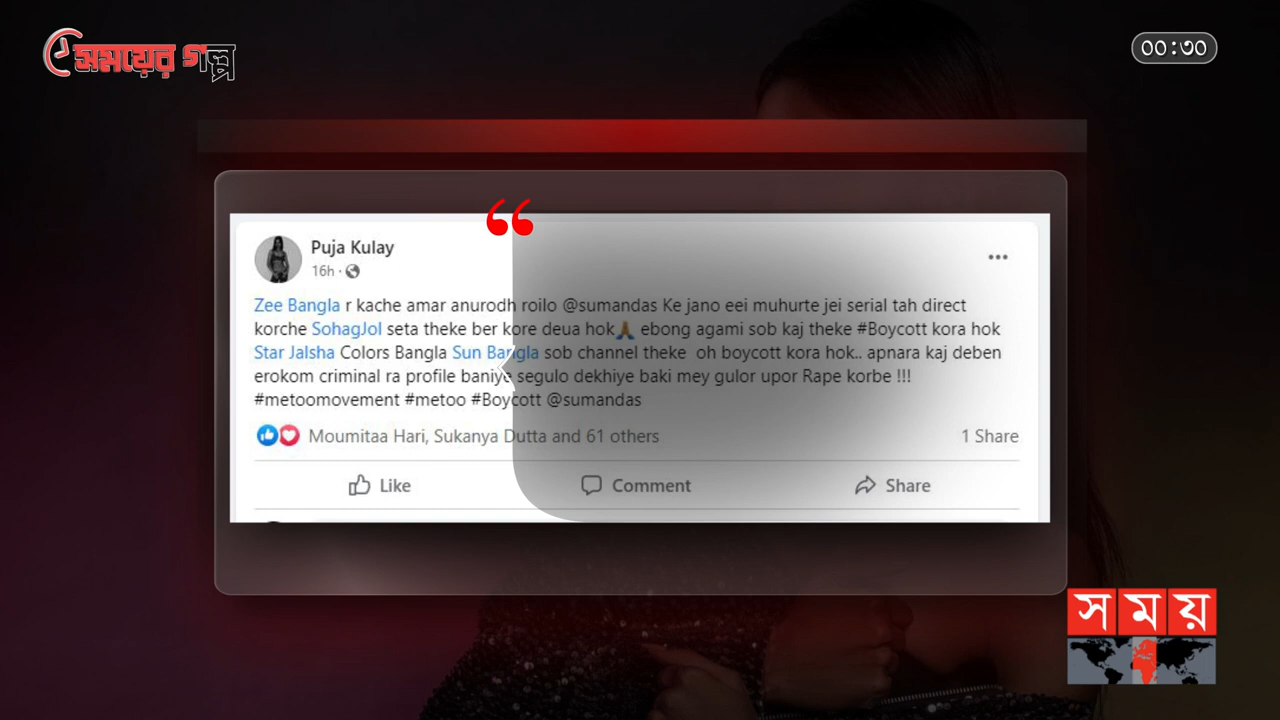 সময়ের গল্প
00:৩০
“
Puja Kulay
16h ·
Zee Bangla r kache amar anurodh roilo @sumandas Ke jano eei muhurte jei serial tah direct
korche SohagJol seta theke ber kore deua hok🙏 ebong agami sob kaj theke #Boycott kora hok
Star Jalsha Colors Bangla Sun Bangla sob channel theke oh boycott kora hok.. apnara kaj deben
erokom criminal ra profile baniye segulo dekhiye baki mey gulor upor Rape korbe !!!
#metoomovement #metoo #Boycott @sumandas
Moumitaa Hari, Sukanya Dutta and 61 others 1 Share
Like Comment Share
সময়